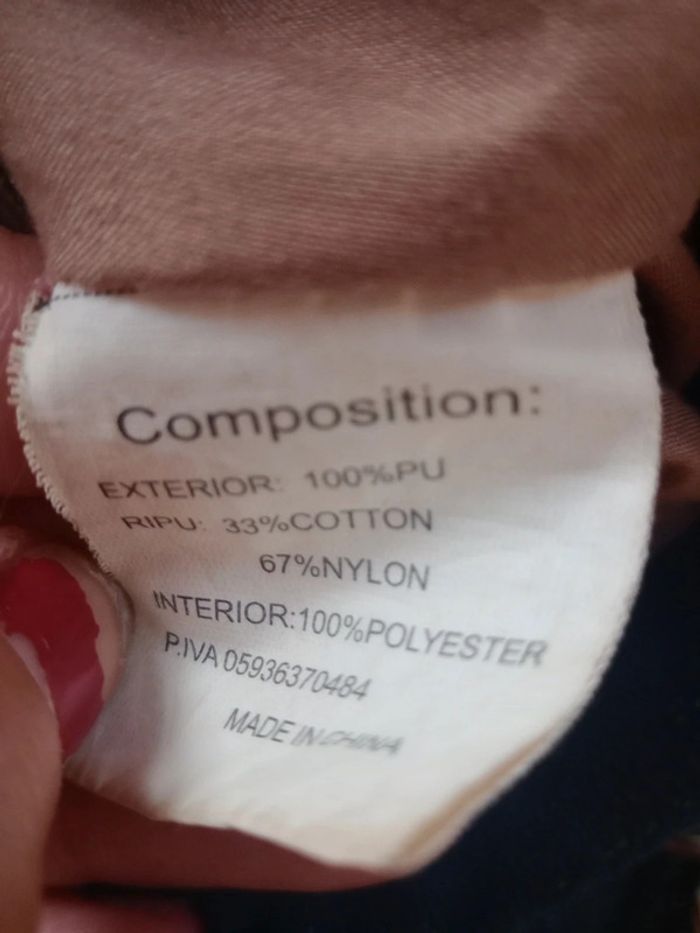 Composition:
EXTERIOR: 100%PU
RIPU: 33%COTTON
67%NYLON
INTERIOR:100%POLYESTER
P.IVA 05936370484
MADE IN CHINA